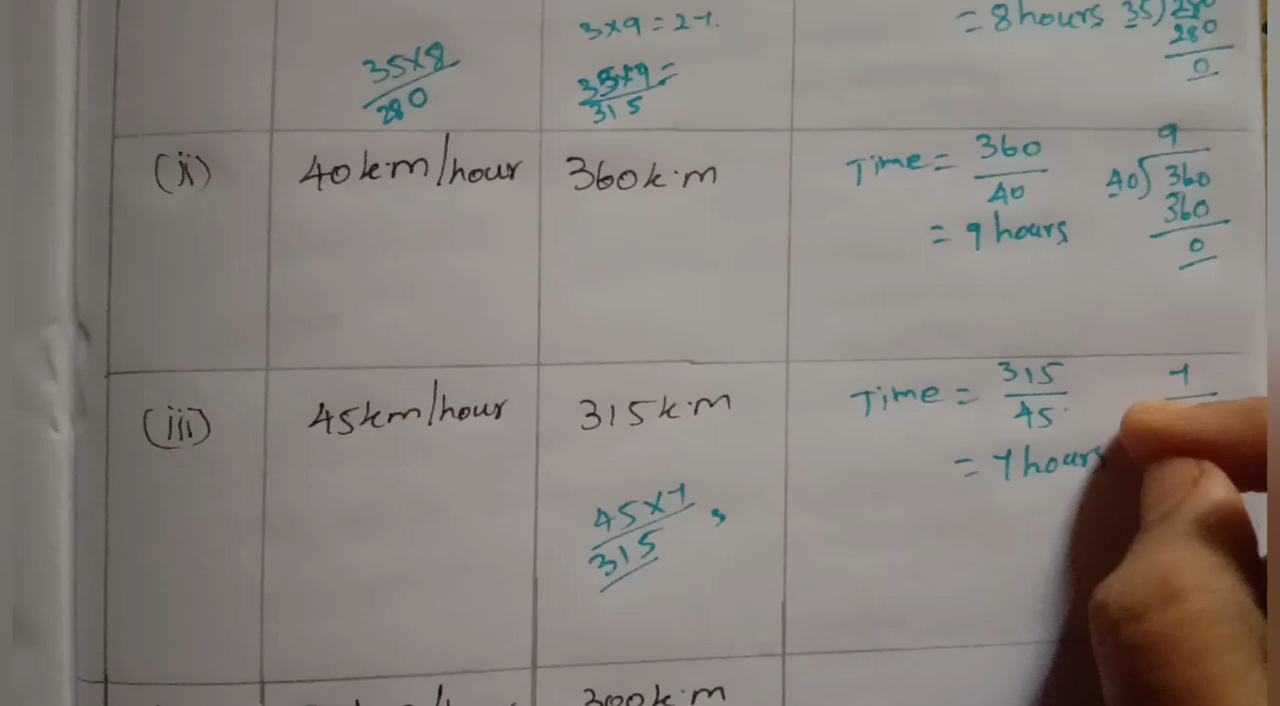 3×9=27.
= 8 hours 35)280
280
0
35×8
280
35×9=
315
(ii) 40 km/hour 360 k.m Time = 360/40
9
40)360
360
0
= 9 hours
(iii) 45 km/hour 315 k.m Time = 315/45
7
= 7 hours
45×7
315
300 k.m